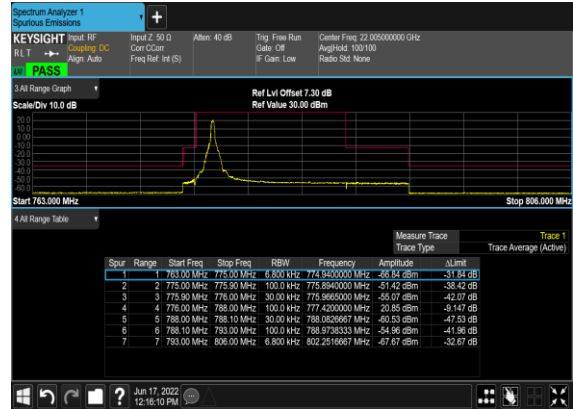 Spectrum Analyzer 1
Spurious Emissions
KEYSIGHT Input: RF Input Z: 50 Ω Atten: 40 dB Trig: Free Run Center Freq: 22.005000000 GHz
RLT Coupling: DC Corr CCorr Gate: Off Avg|Hold: 100/100
Align: Auto Freq Ref: Int (S) IF Gain: Low Radio Std: None
PASS
3 All Range Graph Ref Lvl Offset 7.30 dB
Scale/Div 10.0 dB Ref Value 30.00 dBm
20.0
10.0
0.00
-10.0
-20.0
-30.0
-40.0
-50.0
-60.0
Start 763.000 MHz Stop 806.000 MHz
4 All Range Table
Measure Trace Trace 1
Trace Type Trace Average (Active)
Spur Range Start Freq Stop Freq RBW Frequency Amplitude ΔLimit
1 1 763.00 MHz 775.00 MHz 6.800 kHz 774.9400000 MHz -66.84 dBm -31.84 dB
2 2 775.00 MHz 775.90 MHz 100.0 kHz 775.8940000 MHz -51.42 dBm -38.42 dB
3 3 775.90 MHz 776.00 MHz 30.00 kHz 775.9665000 MHz -55.07 dBm -42.07 dB
4 4 776.00 MHz 788.00 MHz 100.0 kHz 777.4200000 MHz 20.85 dBm -9.147 dB
5 5 788.00 MHz 788.10 MHz 30.00 kHz 788.0826667 MHz -60.53 dBm -47.53 dB
6 6 788.10 MHz 793.00 MHz 100.0 kHz 788.9738333 MHz -54.96 dBm -41.96 dB
7 7 793.00 MHz 806.00 MHz 6.800 kHz 802.2516667 MHz -67.67 dBm -32.67 dB
Jun 17, 2022
12:16:10 PM